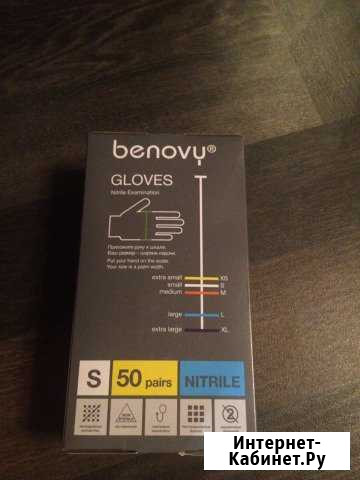 benovy®
GLOVES
Nitrile Examination
Приложите руку к шкале.
Ваш размер - ширина ладони.
Put your hand on the scale.
Your size is a palm width.
extra small XS
small S
medium M
large L
extra large XL
S 50 pairs NITRILE
Интернет-
Кабинет.Ру